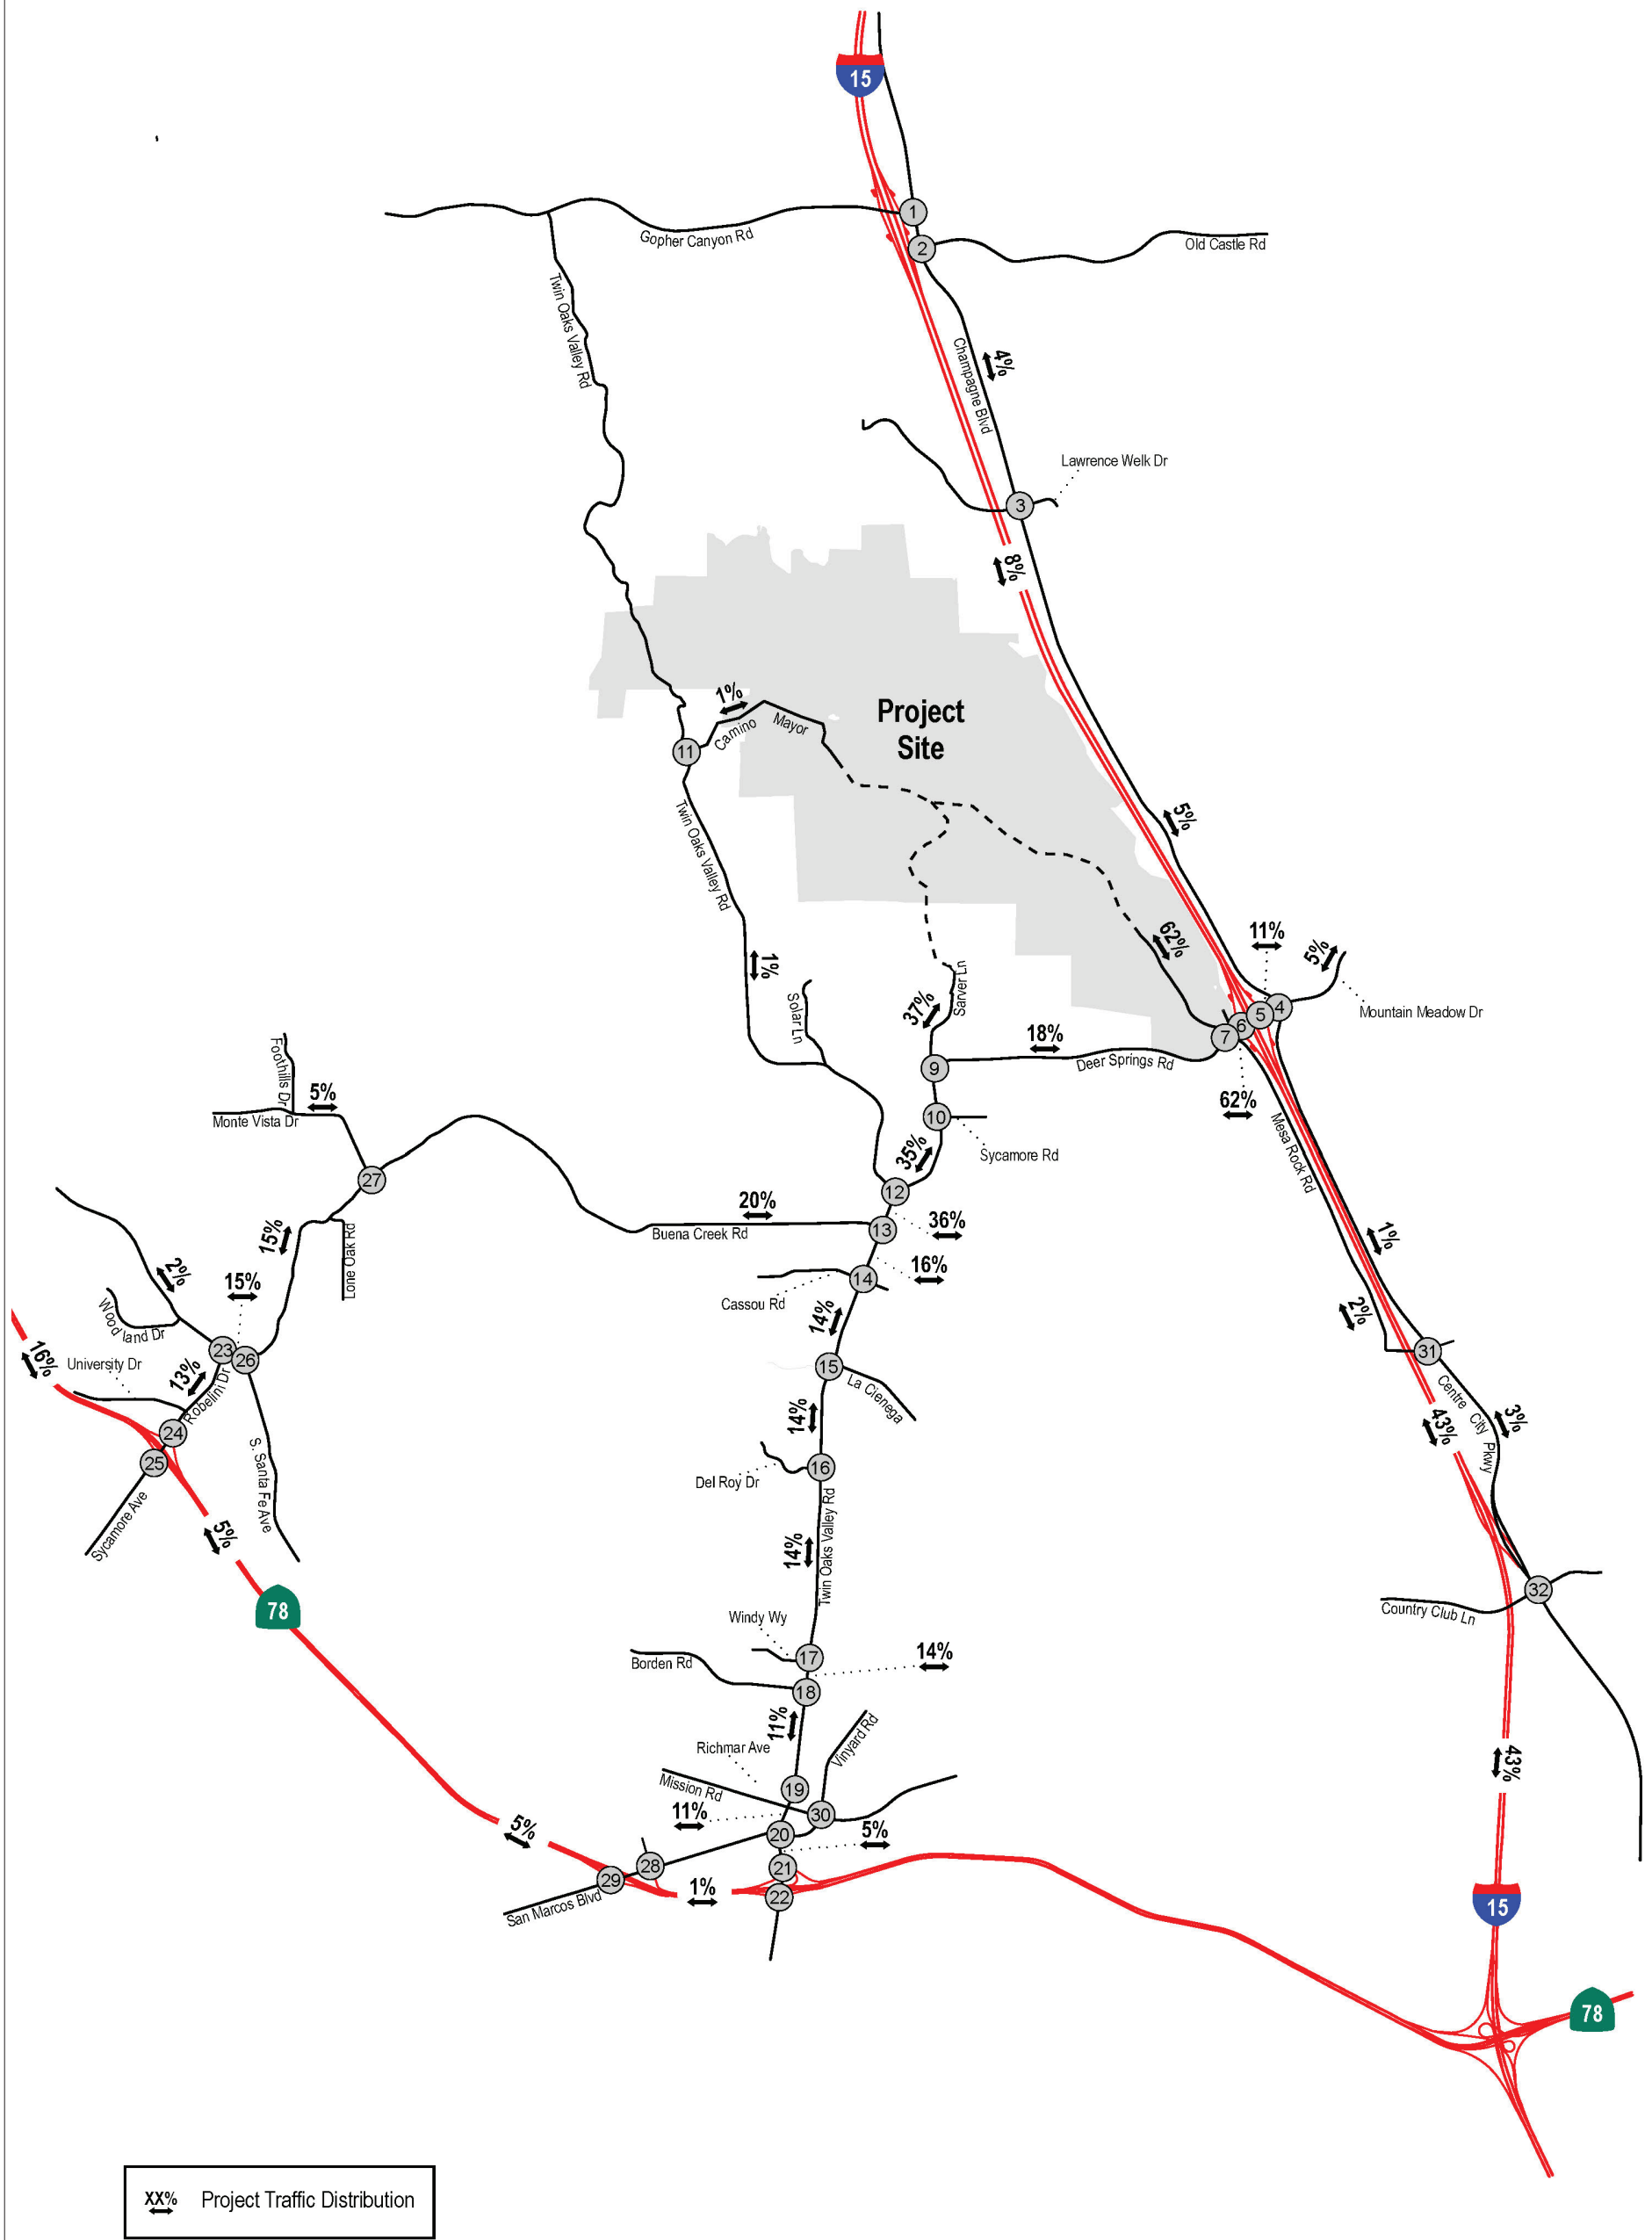 15
1
Gopher Canyon Rd
2
Old Castle Rd
Twin Oaks Valley Rd
Champagne Blvd
4%
Lawrence Welk Dr
3
8%
Project
Site
1%
Camino Mayor
11
Twin Oaks Valley Rd
5%
1%
Solar Ln
Sarver Ln
37%
62%
11%
5%
4
5
6
7
Mountain Meadow Dr
18%
9
Deer Springs Rd
62%
Mesa Rock Rd
10
Sycamore Rd
35%
12
36%
13
Foothills Dr
5%
Monte Vista Dr
27
20%
Buena Creek Rd
16%
14
Cassou Rd
15%
Lone Oak Rd
2%
15%
Woodland Dr
23
26
16%
University Dr
13%
Robelini Dr
24
25
Sycamore Ave
S. Santa Fe Ave
5%
78
14%
15
La Cienega
14%
16
Del Roy Dr
14%
Twin Oaks Valley Rd
1%
2%
31
Centre City Pkwy
43%
3%
32
Country Club Ln
Windy Wy
17
14%
Borden Rd
18
11%
Richmar Ave
Vinyard Rd
19
Mission Rd
30
11%
20
5%
5%
28
21
29
1%
22
San Marcos Blvd
43%
15
78
XX% Project Traffic Distribution